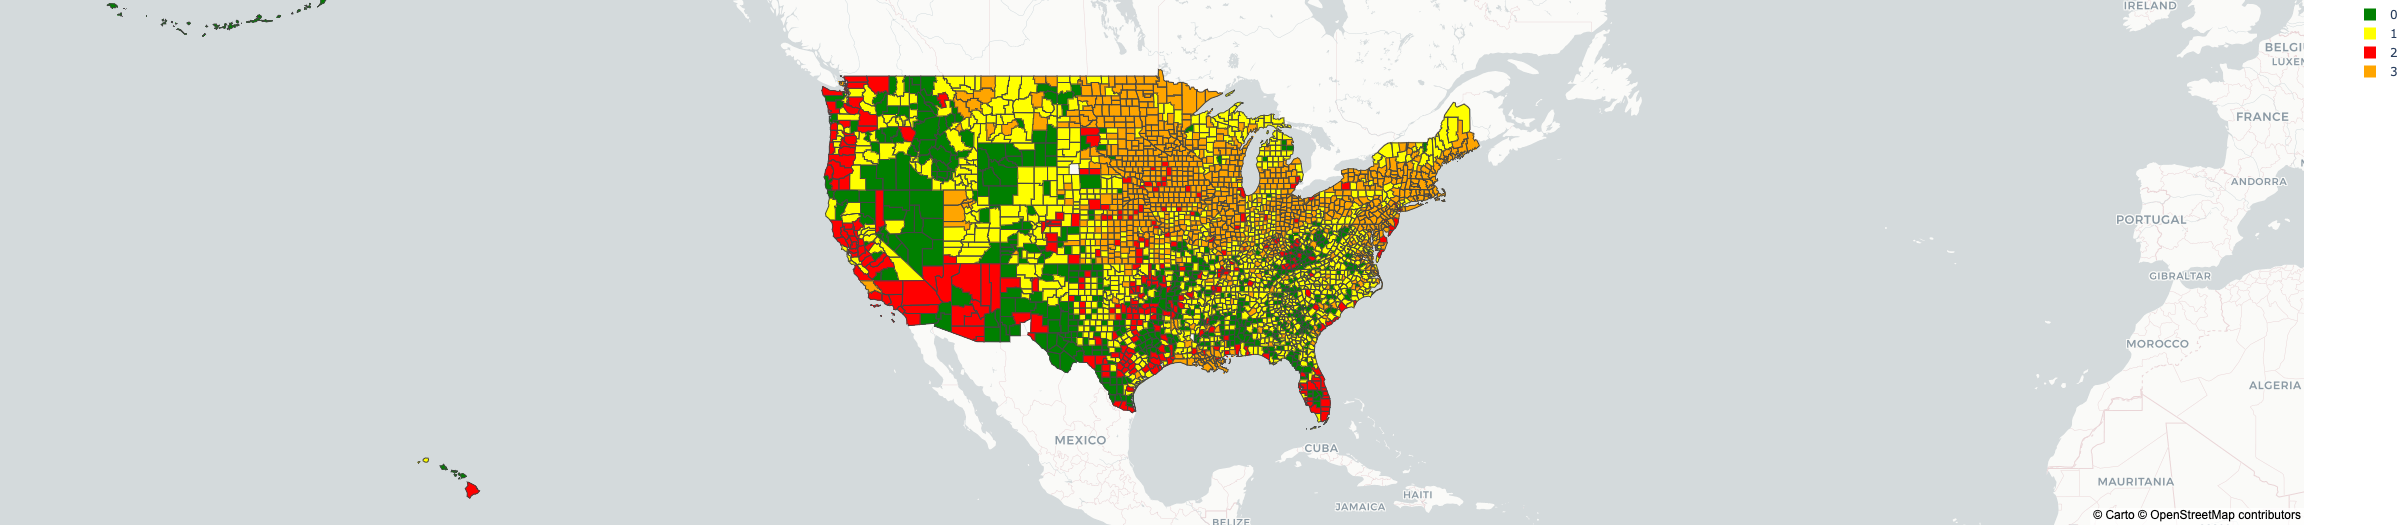 IRELAND
0
1
BELGI
2
LUXEM
3
FRANCE
ANDORRA
PORTUGAL
GIBRALTAR
MOROCCO
ALGERIA
MEXICO
CUBA
MAURITANIA
HAITI
JAMAICA
BELIZE
© Carto © OpenStreetMap contributors